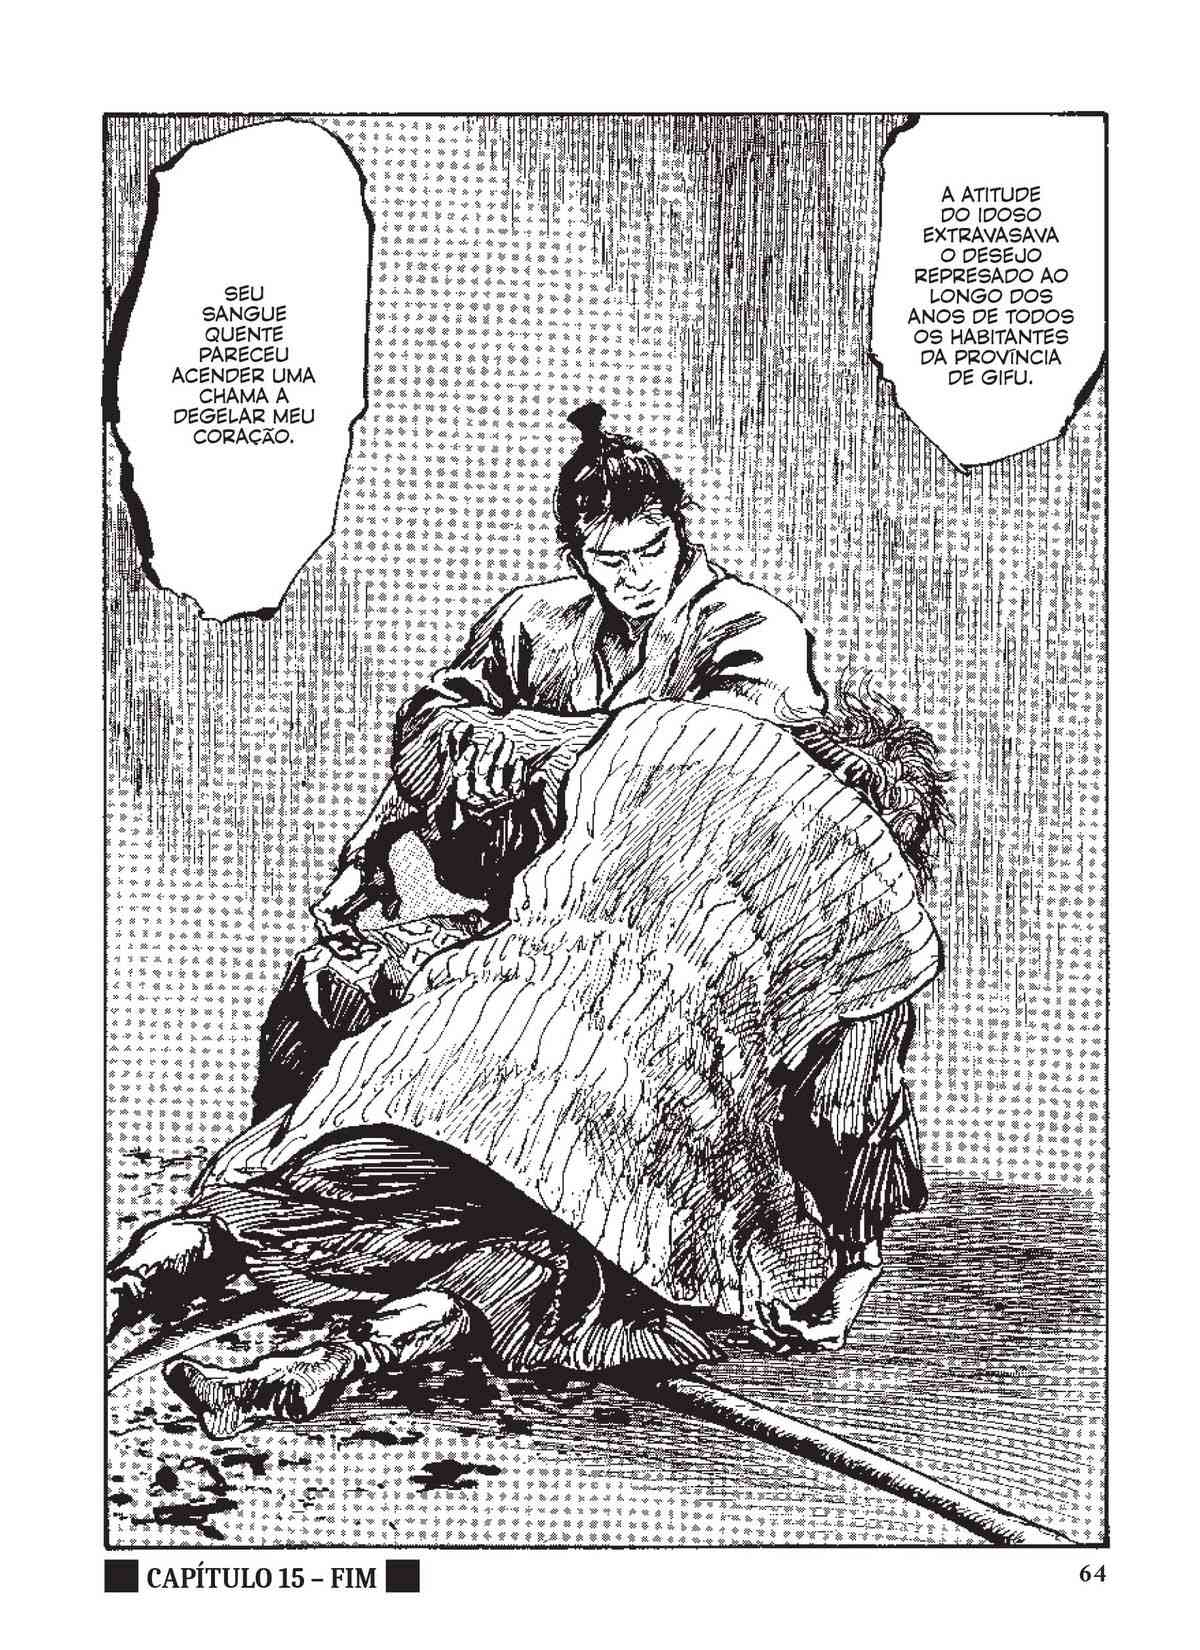 A ATITUDE
DO IDOSO
EXTRAVASAVA
O DESEJO
REPRESADO AO
LONGO DOS
ANOS DE TODOS
OS HABITANTES
DA PROVÍNCIA
DE GIFU.
SEU
SANGUE
QUENTE
PARECEU
ACENDER UMA
CHAMA A
DEGELAR MEU
CORAÇÃO.
CAPÍTULO 15 – FIM
64